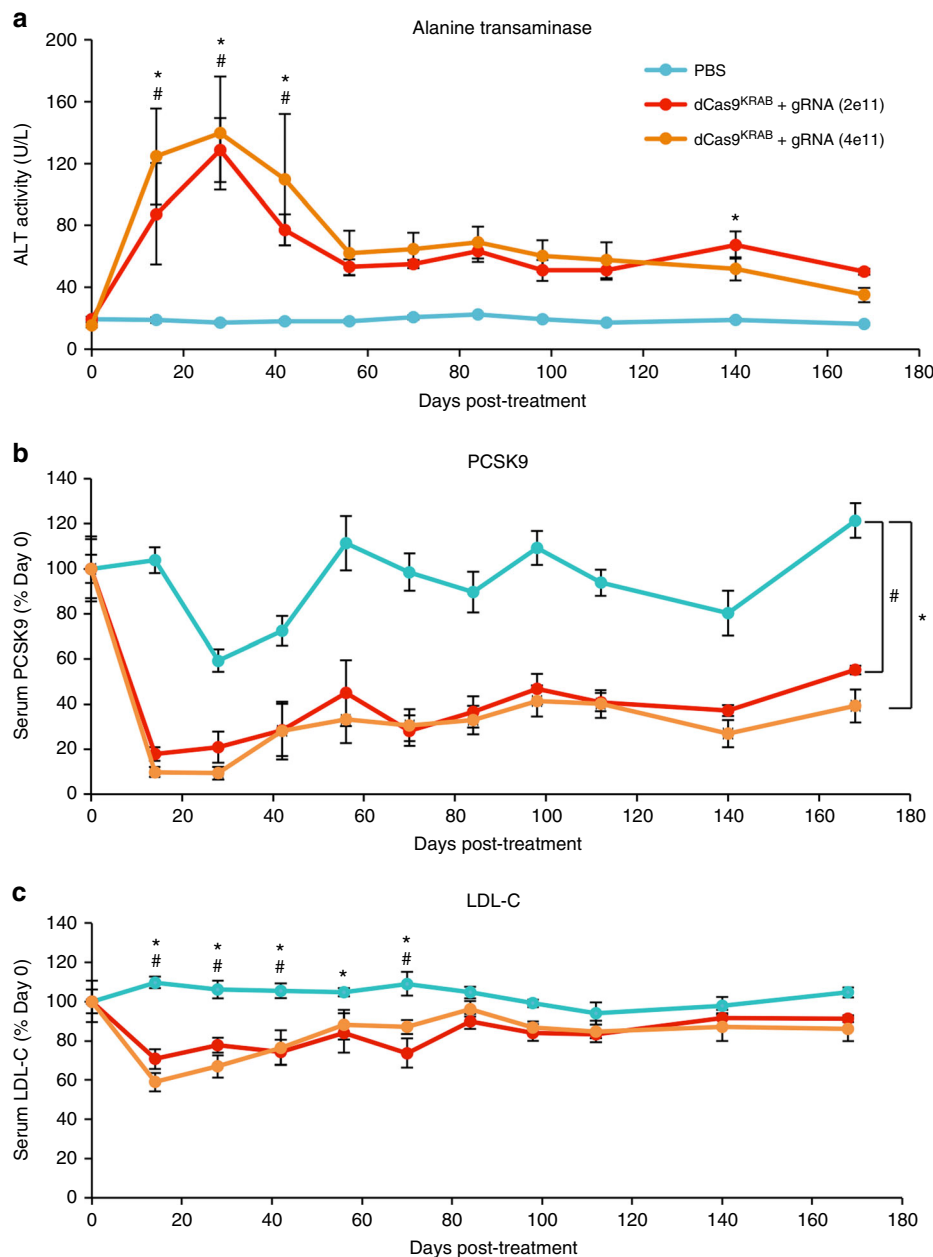 a
Alanine transaminase
200
160
120
80
40
0
ALT activity (U/L)
* * * *
# # #
PBS
dCas9KRAB + gRNA (2e11)
dCas9KRAB + gRNA (4e11)
0 20 40 60 80 100 120 140 160 180
Days post-treatment
b
PCSK9
140
120
100
80
60
40
20
0
Serum PCSK9 (% Day 0)
#
*
0 20 40 60 80 100 120 140 160 180
Days post-treatment
c
LDL-C
140
120
100
80
60
40
20
0
Serum LDL-C (% Day 0)
* * * * *
# # # #
0 20 40 60 80 100 120 140 160 180
Days post-treatment